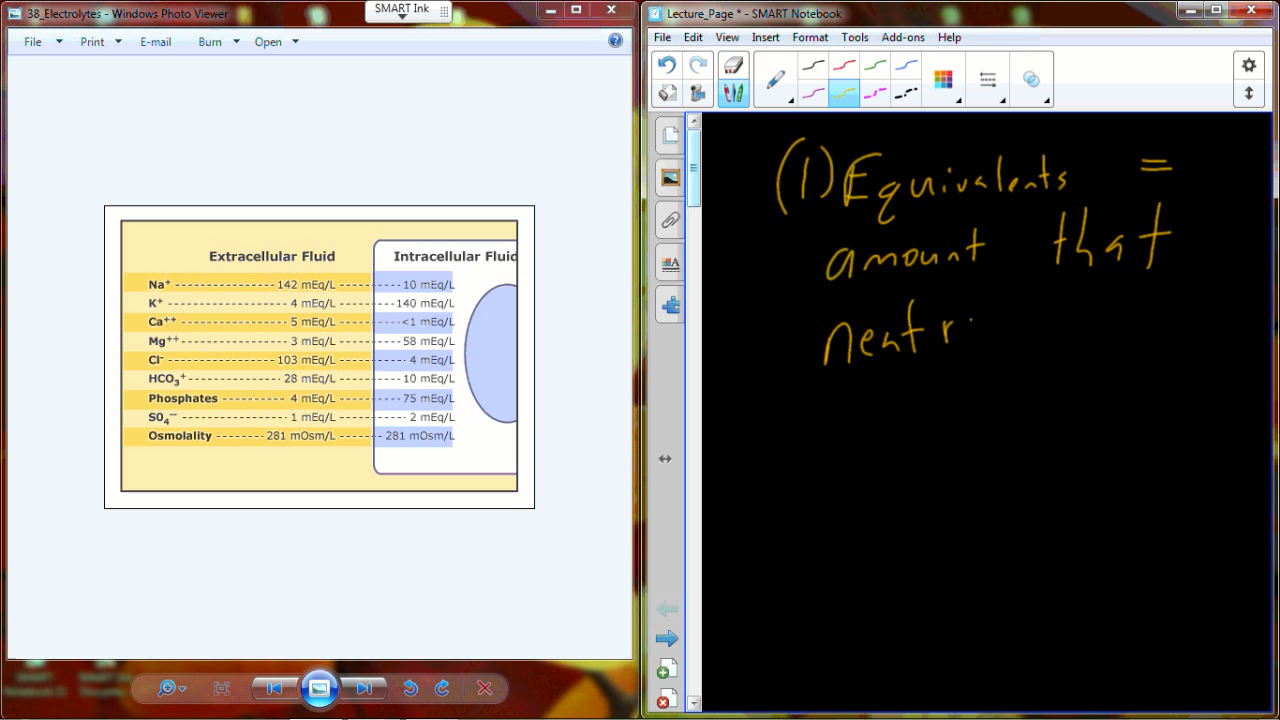 38_Electrolytes - Windows Photo Viewer
SMART Ink
File Print E-mail Burn Open
Extracellular Fluid Intracellular Fluid
Na+ 142 mEq/L 10 mEq/L
K+ 4 mEq/L 140 mEq/L
Ca++ 5 mEq/L <1 mEq/L
Mg++ 3 mEq/L 58 mEq/L
Cl- 103 mEq/L 4 mEq/L
HCO3+ 28 mEq/L 10 mEq/L
Phosphates 4 mEq/L 75 mEq/L
SO4-- 1 mEq/L 2 mEq/L
Osmolality 281 mOsm/L 281 mOsm/L
Lecture_Page * - SMART Notebook
File Edit View Insert Format Tools Add-ons Help
(1) Equivalents =
amount that
neutr